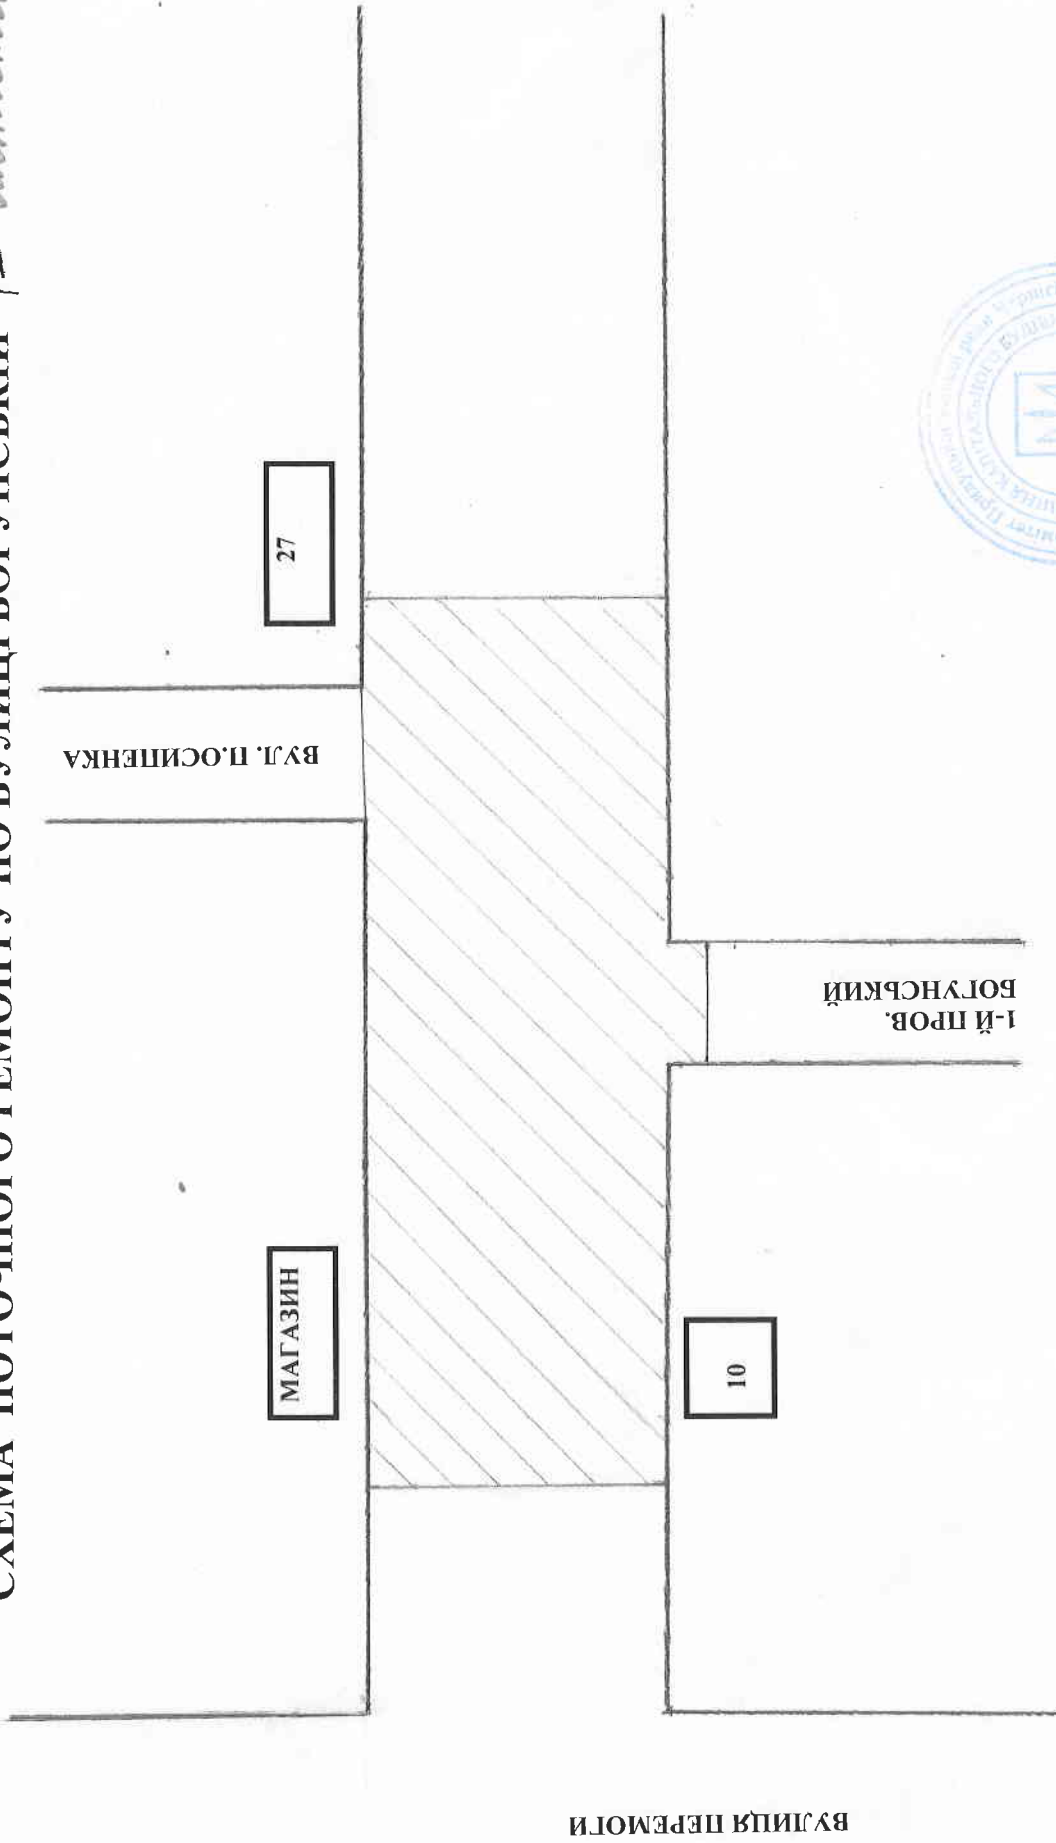 СХЕМА ПОТОЧНОГО РЕМОНТУ ПО ВУЛИЦІ БОГУНСЬКІЙ
27
ВУЛ. П.ОСИПЕНКА
МАГАЗИН
10
1-Й ПРОВ.
БОГУНСЬКИЙ
ВУЛИЦЯ ПЕРЕМОГИ